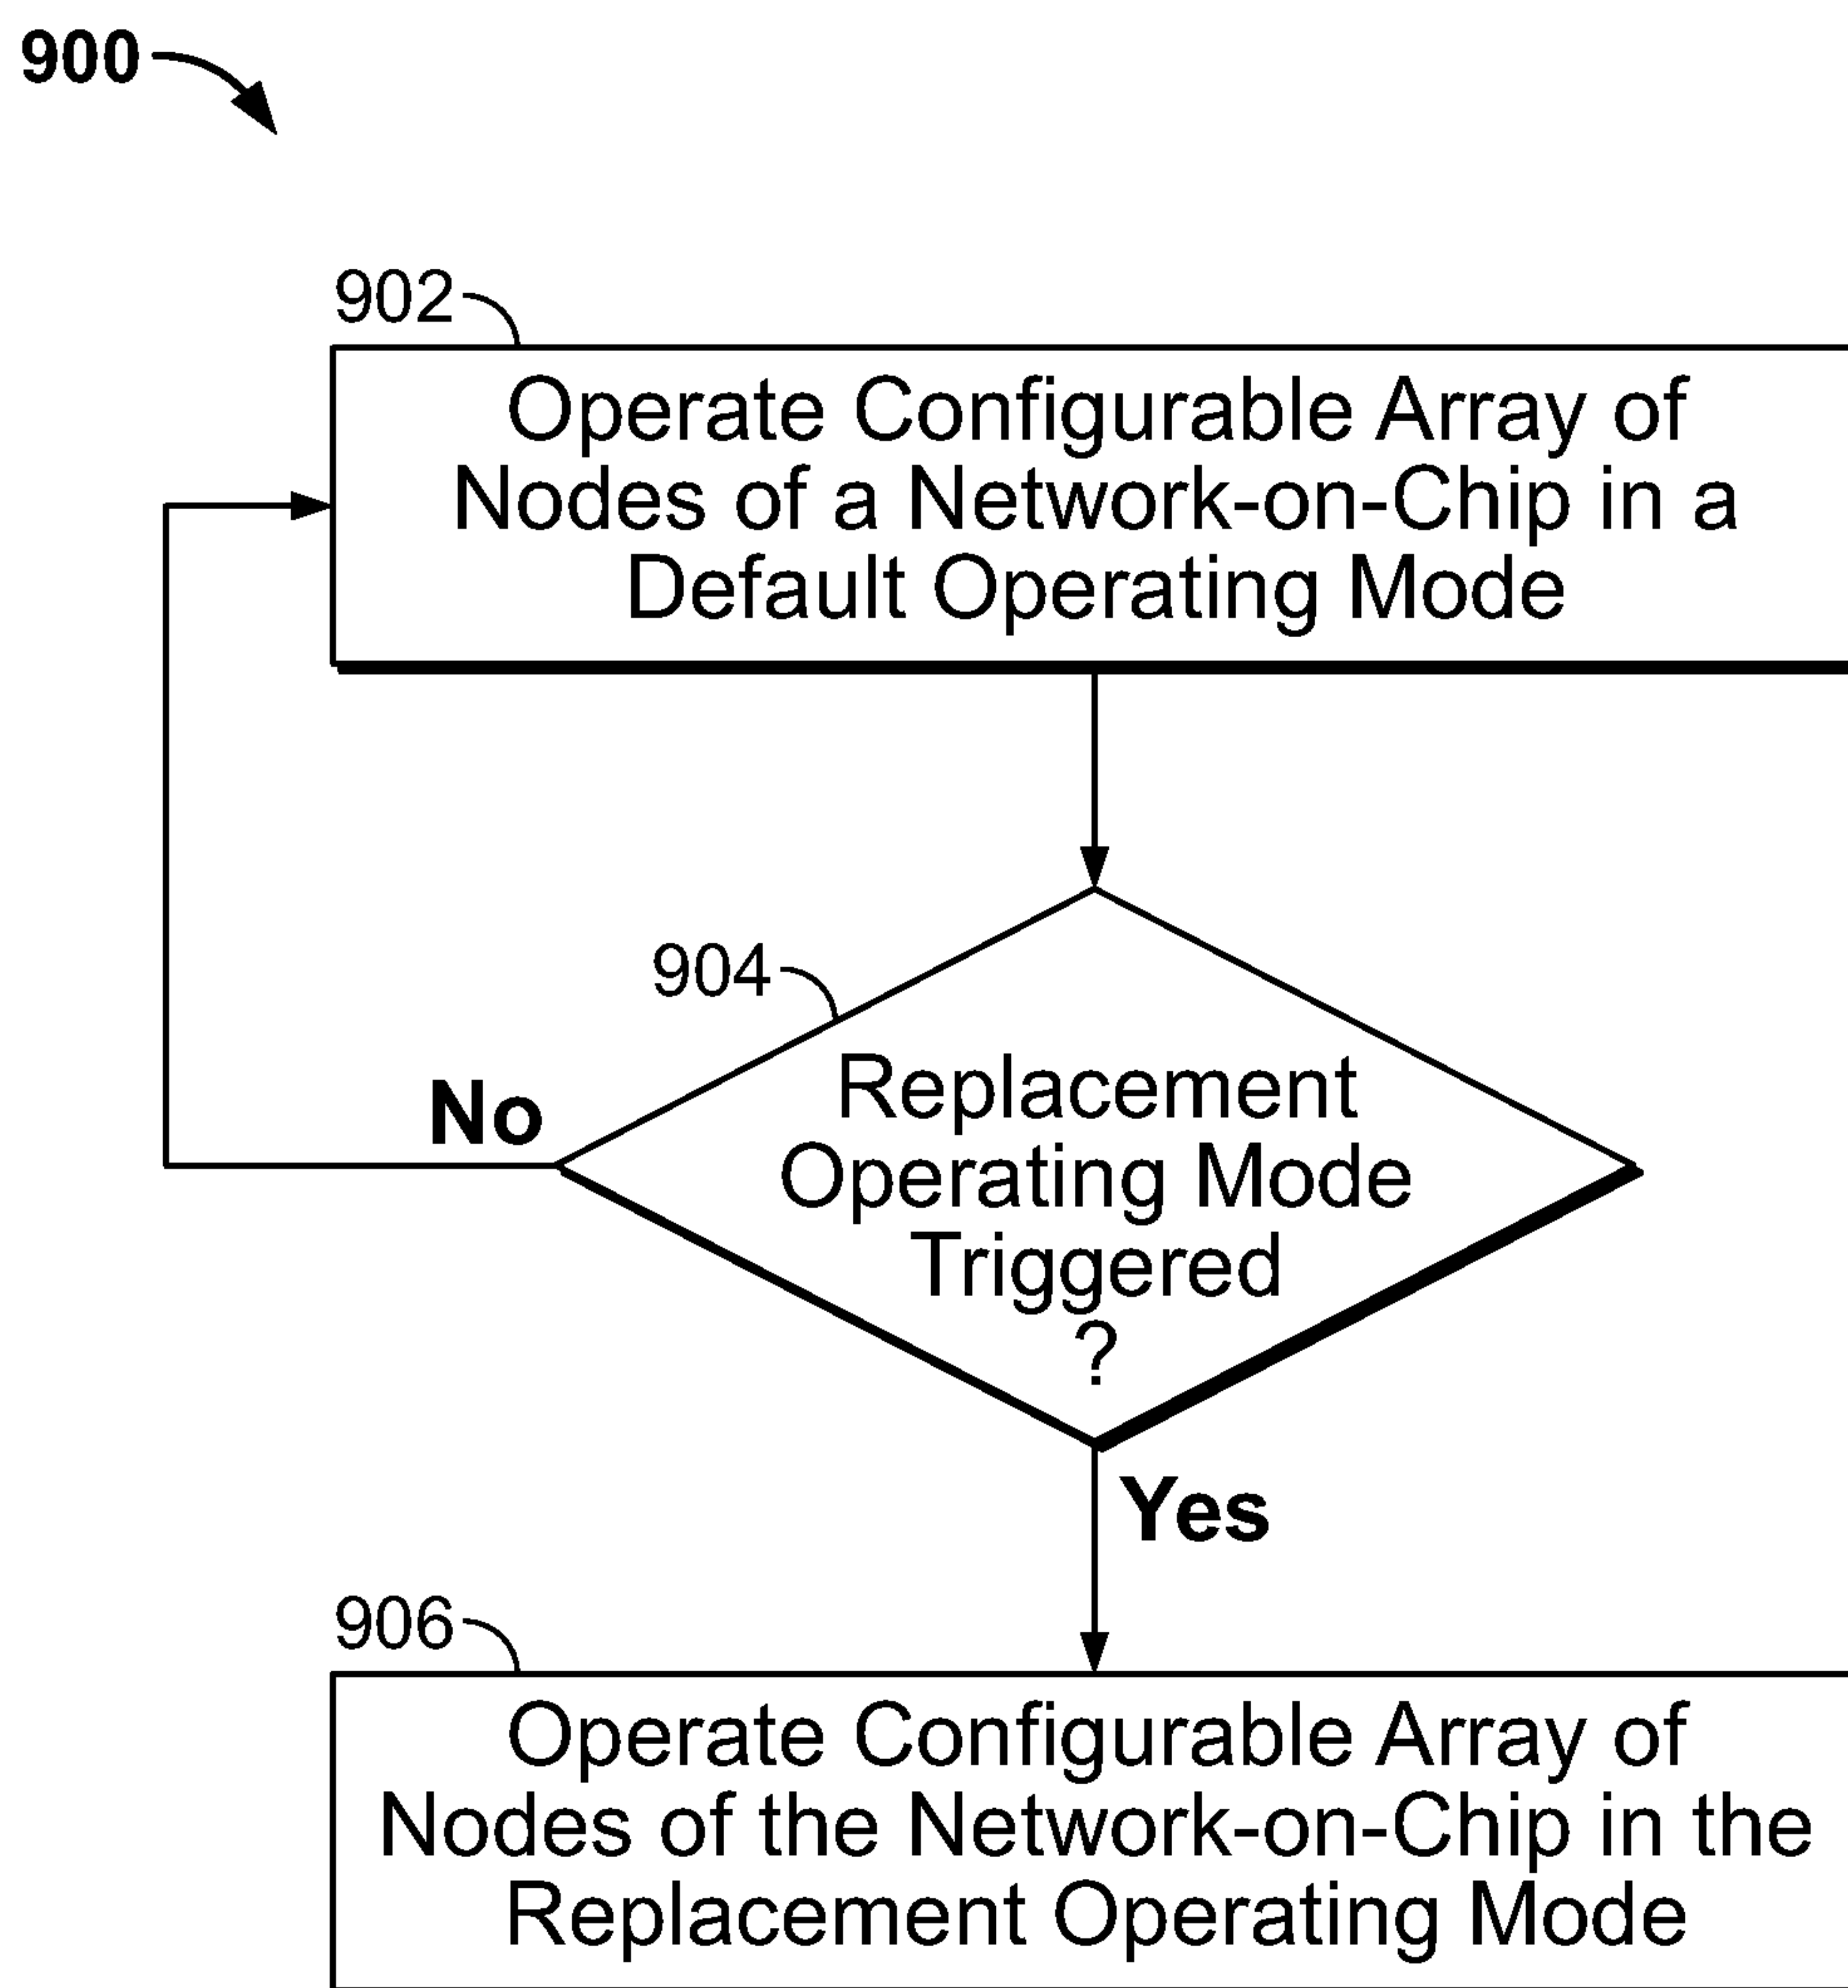 900
902
Operate Configurable Array of
Nodes of a Network-on-Chip in a
Default Operating Mode
904
Replacement
Operating Mode
Triggered
?
No
Yes
906
Operate Configurable Array of
Nodes of the Network-on-Chip in the
Replacement Operating Mode